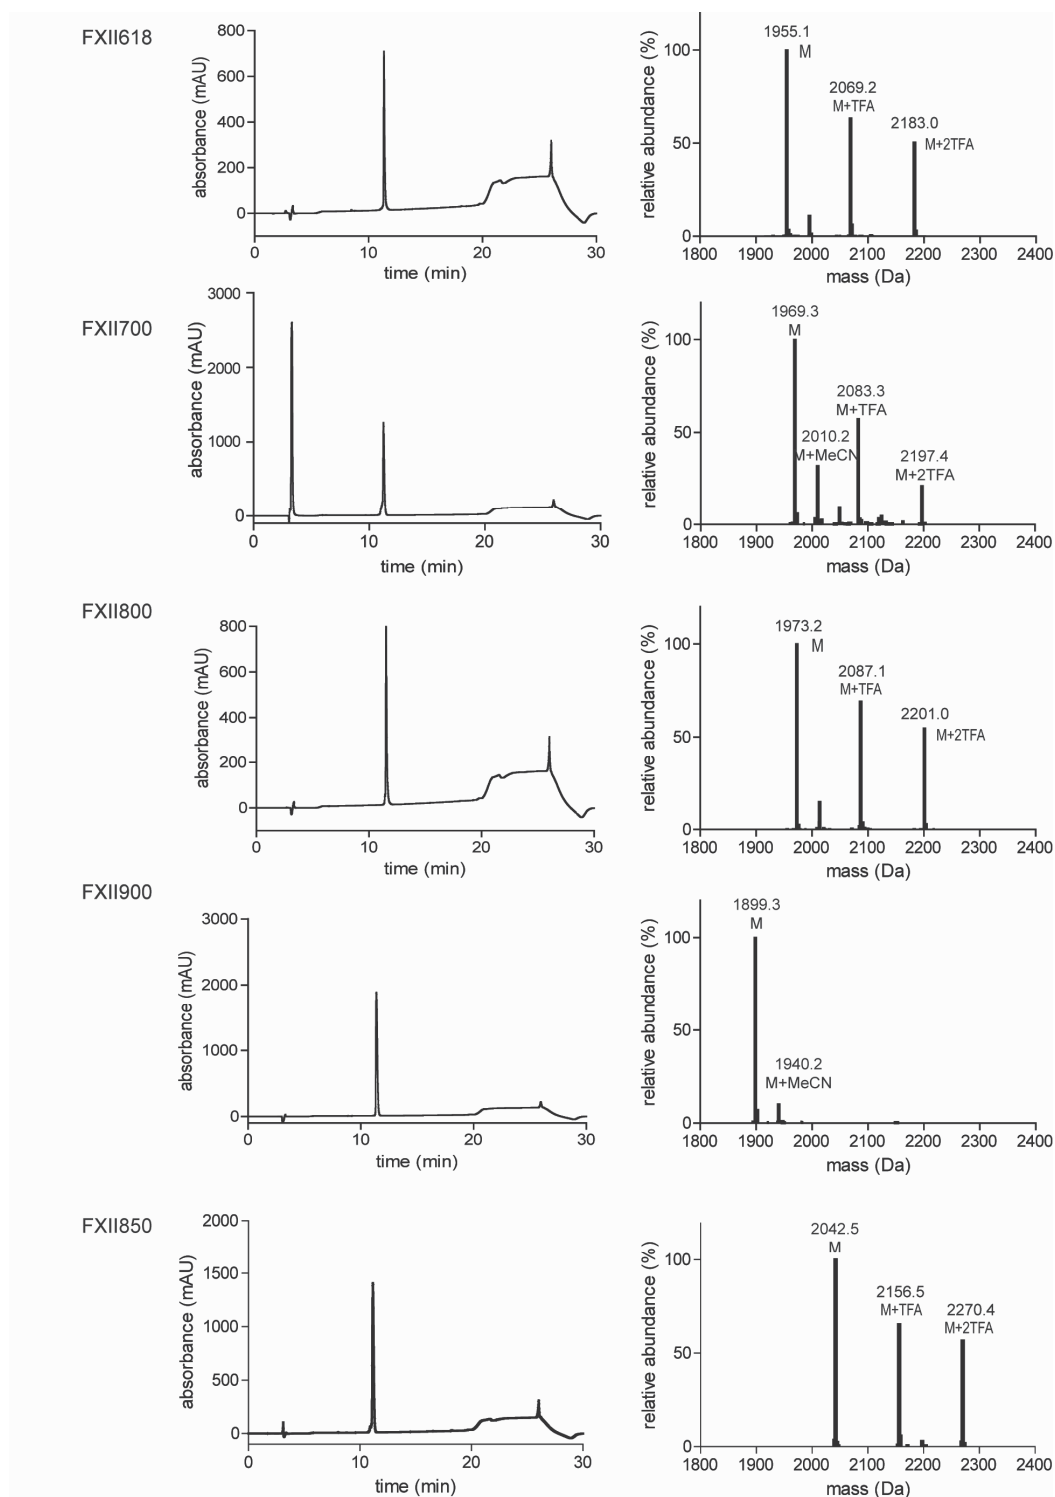 FXII618
absorbance (mAU)
800
600
400
200
0
0 10 20 30
time (min)
relative abundance (%)
100
50
0
1955.1
M
2069.2
M+TFA
2183.0
M+2TFA
1800 1900 2000 2100 2200 2300 2400
mass (Da)
FXII700
absorbance (mAU)
3000
2000
1000
0
0 10 20 30
time (min)
relative abundance (%)
100
50
0
1969.3
M
2010.2
M+MeCN
2083.3
M+TFA
2197.4
M+2TFA
1800 1900 2000 2100 2200 2300 2400
mass (Da)
FXII800
absorbance (mAU)
800
600
400
200
0
0 10 20 30
time (min)
relative abundance (%)
100
50
0
1973.2
M
2087.1
M+TFA
2201.0
M+2TFA
1800 1900 2000 2100 2200 2300 2400
mass (Da)
FXII900
absorbance (mAU)
3000
2000
1000
0
0 10 20 30
time (min)
relative abundance (%)
100
50
0
1899.3
M
1940.2
M+MeCN
1800 1900 2000 2100 2200 2300 2400
mass (Da)
FXII850
absorbance (mAU)
2000
1500
1000
500
0
0 10 20 30
time (min)
relative abundance (%)
100
50
0
2042.5
M
2156.5
M+TFA
2270.4
M+2TFA
1800 1900 2000 2100 2200 2300 2400
mass (Da)